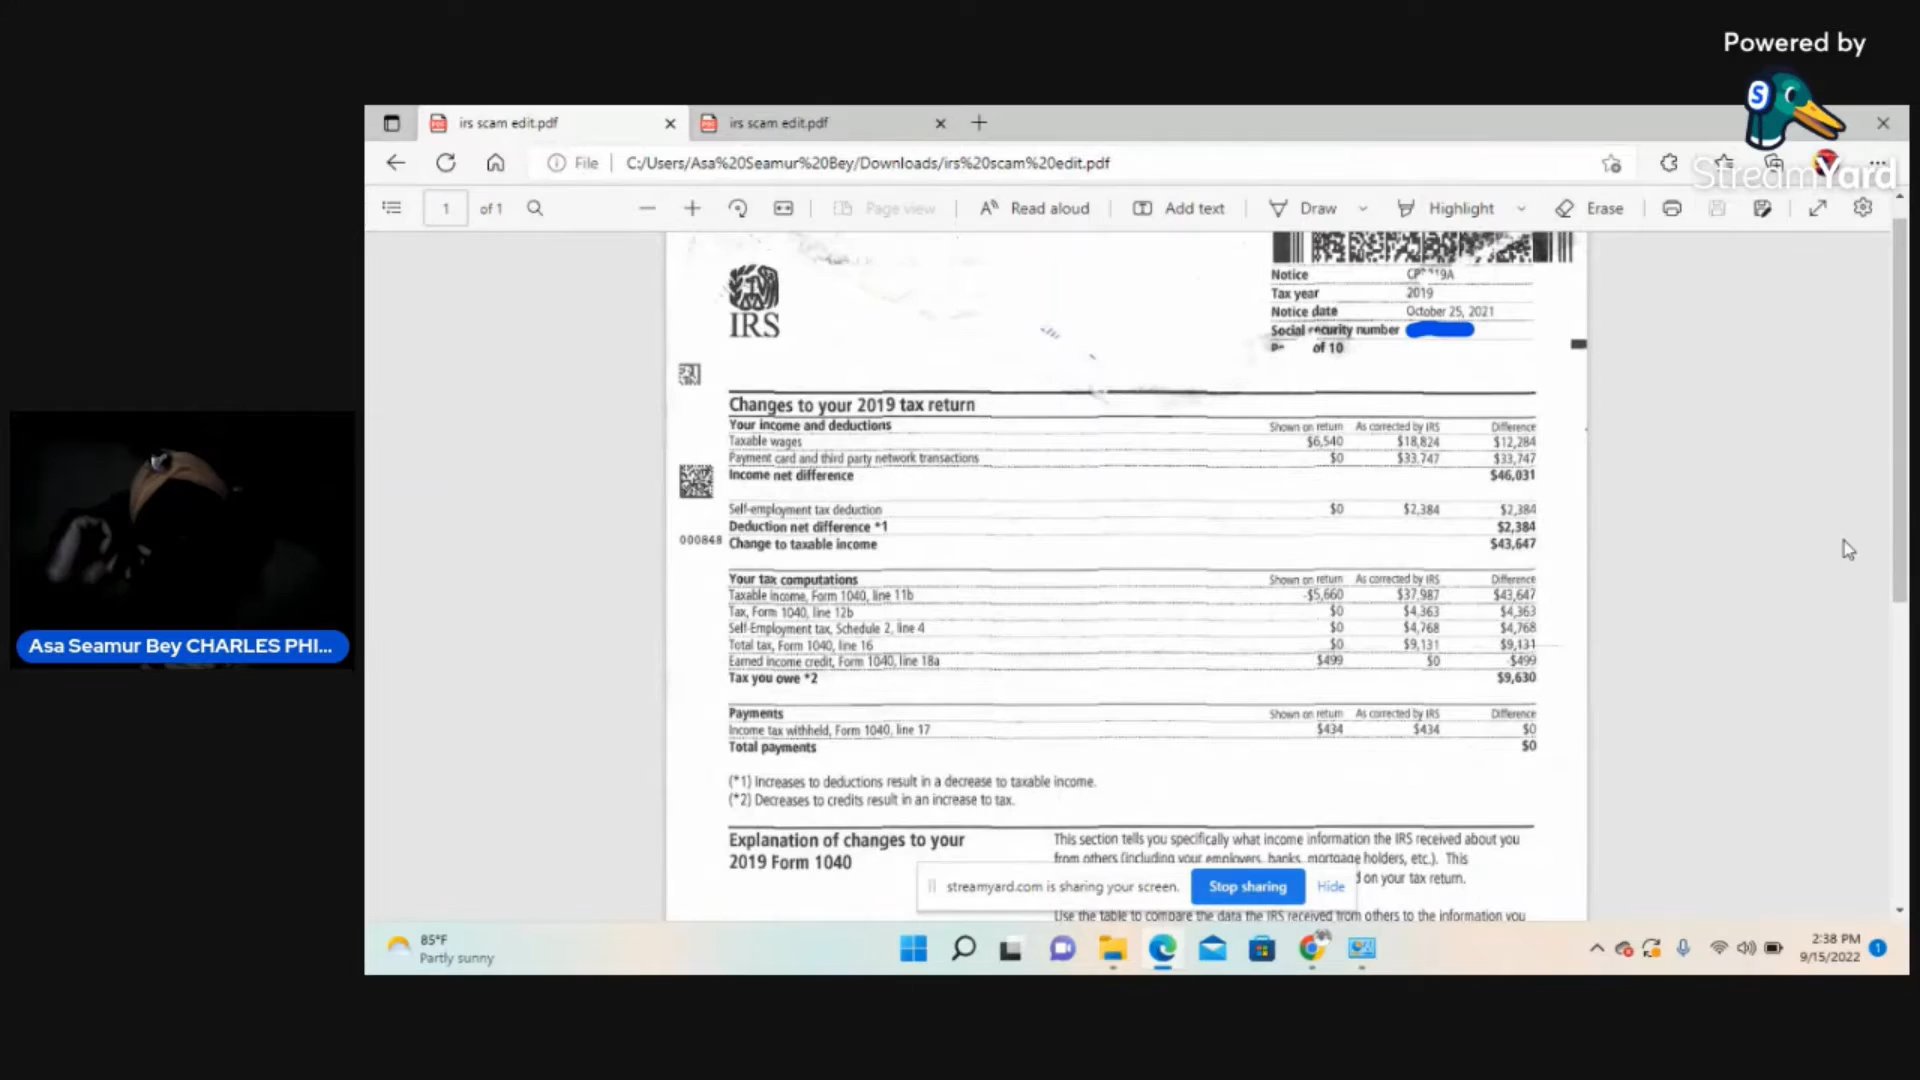 Powered by
StreamYard
irs scam edit.pdf
irs scam edit.pdf
File
C:/Users/Asa%20Seamur%20Bey/Downloads/irs%20scam%20edit.pdf
1 of 1
Page view
Read aloud
Add text
Draw
Highlight
Erase
IRS
Notice
Tax year 2019
Notice date October 25, 2021
Social security number
of 10
Changes to your 2019 tax return
Your income and deductions Shown on return As corrected by IRS Difference
Taxable wages $6,540 $18,824 $12,284
Payment card and third party network transactions $0 $33,747 $33,747
Income net difference $46,031
Self-employment tax deduction $0 $2,384 $2,384
Deduction net difference *1 $2,384
000848 Change to taxable income $43,647
Your tax computations Shown on return As corrected by IRS Difference
Taxable income, Form 1040, line 11b -$5,660 $37,987 $43,647
Tax, Form 1040, line 12b $0 $4,363 $4,363
Self-Employment tax, Schedule 2, line 4 $0 $4,768 $4,768
Total tax, Form 1040, line 16 $0 $9,131 $9,131
Earned income credit, Form 1040, line 18a $499 $0 -$499
Tax you owe *2 $9,630
Payments Shown on return As corrected by IRS Difference
Income tax withheld, Form 1040, line 17 $434 $434 $0
Total payments $0
(*1) Increases to deductions result in a decrease to taxable income.
(*2) Decreases to credits result in an increase to tax.
Explanation of changes to your
2019 Form 1040
This section tells you specifically what income information the IRS received about you
from others (including your employers, banks, mortgage holders, etc.). This
on your tax return.
Use the table to compare the data the IRS received from others to the information you
streamyard.com is sharing your screen.
Stop sharing
Hide
Asa Seamur Bey CHARLES PHI...
85°F
Partly sunny
2:38 PM
9/15/2022
1